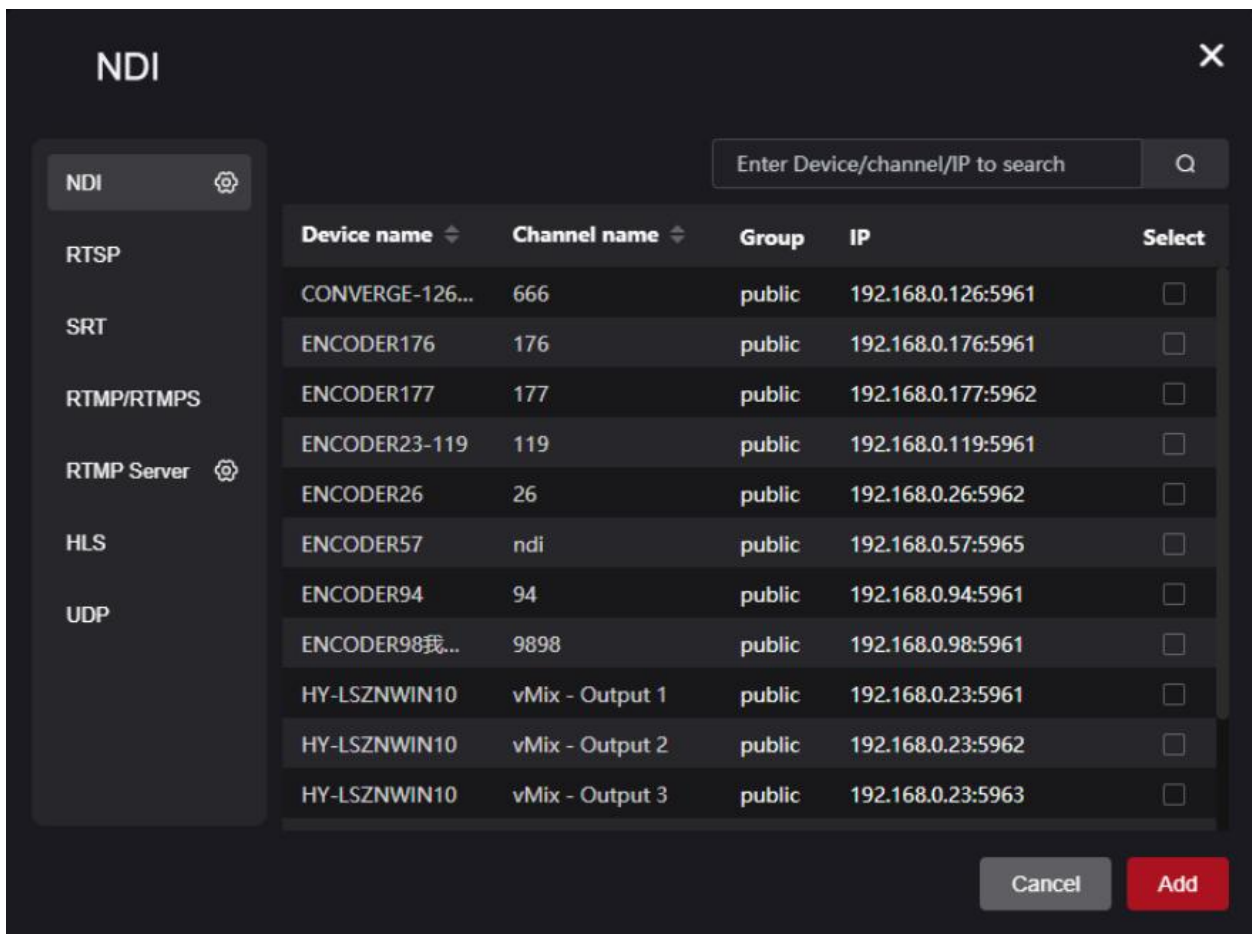 NDI
NDI
RTSP
SRT
RTMP/RTMPS
RTMP Server
HLS
UDP
Enter Device/channel/IP to search
Device name Channel name Group IP Select
CONVERGE-126... 666 public 192.168.0.126:5961
ENCODER176 176 public 192.168.0.176:5961
ENCODER177 177 public 192.168.0.177:5962
ENCODER23-119 119 public 192.168.0.119:5961
ENCODER26 26 public 192.168.0.26:5962
ENCODER57 ndi public 192.168.0.57:5965
ENCODER94 94 public 192.168.0.94:5961
ENCODER98我... 9898 public 192.168.0.98:5961
HY-LSZNWIN10 vMix - Output 1 public 192.168.0.23:5961
HY-LSZNWIN10 vMix - Output 2 public 192.168.0.23:5962
HY-LSZNWIN10 vMix - Output 3 public 192.168.0.23:5963
Cancel Add